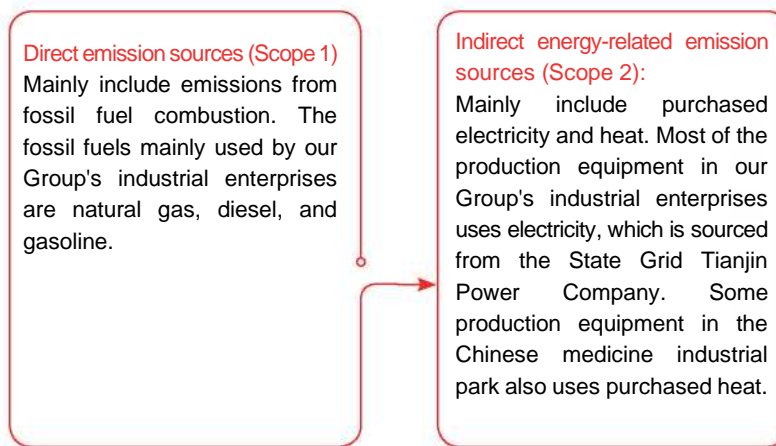 Direct emission sources (Scope 1)
Mainly include emissions from
fossil fuel combustion. The
fossil fuels mainly used by our
Group's industrial enterprises
are natural gas, diesel, and
gasoline.
Indirect energy-related emission
sources (Scope 2):
Mainly include purchased
electricity and heat. Most of the
production equipment in our
Group's industrial enterprises
uses electricity, which is sourced
from the State Grid Tianjin
Power Company. Some
production equipment in the
Chinese medicine industrial
park also uses purchased heat.